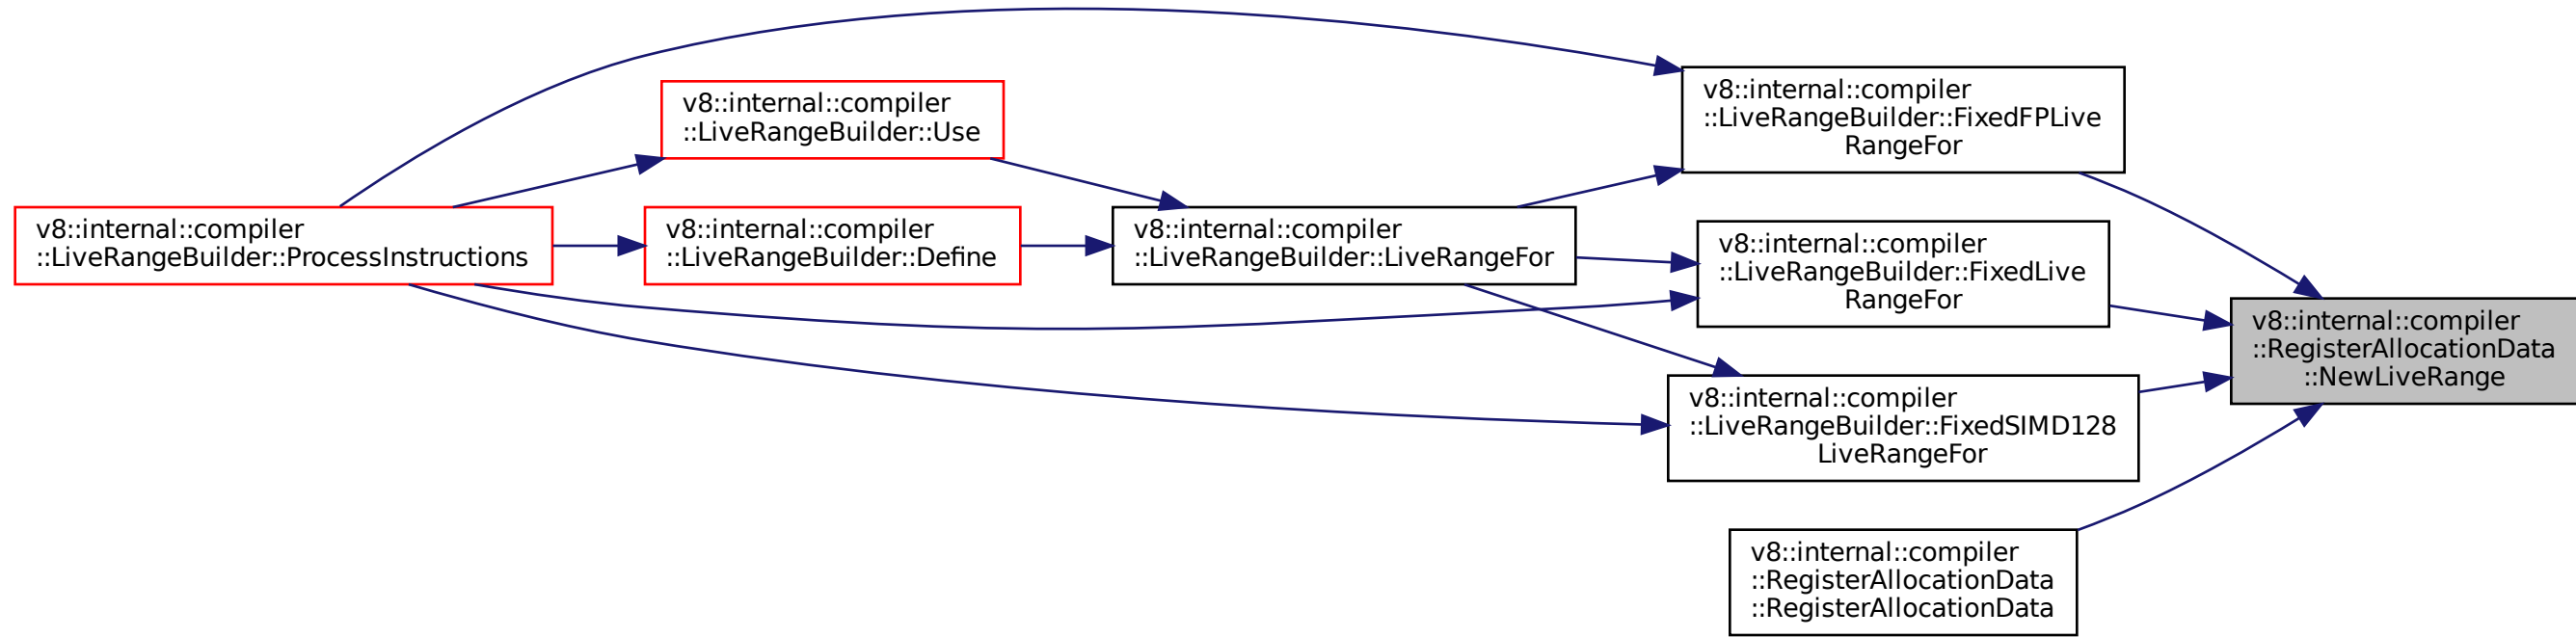 v8::internal::compiler
::LiveRangeBuilder::ProcessInstructions
v8::internal::compiler
::LiveRangeBuilder::Use
v8::internal::compiler
::LiveRangeBuilder::Define
v8::internal::compiler
::LiveRangeBuilder::LiveRangeFor
v8::internal::compiler
::LiveRangeBuilder::FixedFPLive
RangeFor
v8::internal::compiler
::LiveRangeBuilder::FixedLive
RangeFor
v8::internal::compiler
::LiveRangeBuilder::FixedSIMD128
LiveRangeFor
v8::internal::compiler
::RegisterAllocationData
::RegisterAllocationData
v8::internal::compiler
::RegisterAllocationData
::NewLiveRange